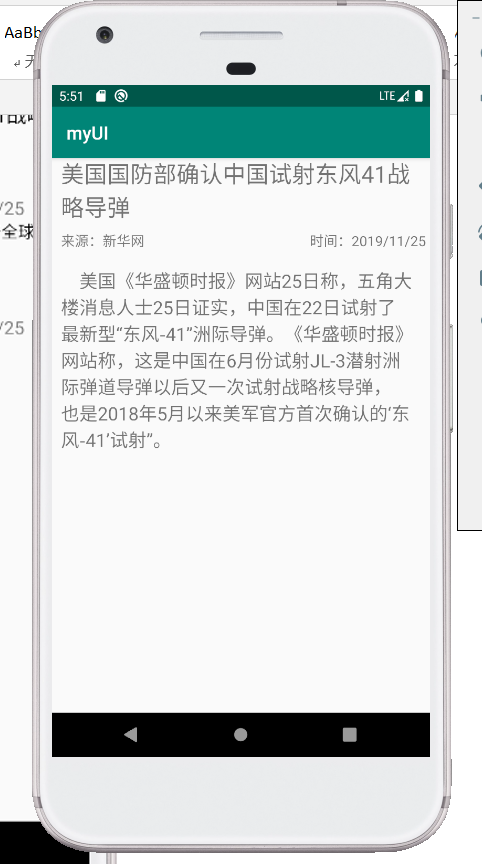 AaBb
/25
全球
/25
5:51
LTE
myUI
美国国防部确认中国试射东风41战
略导弹
来源：新华网 时间：2019/11/25
美国《华盛顿时报》网站25日称，五角大
楼消息人士25日证实，中国在22日试射了
最新型“东风-41”洲际导弹。《华盛顿时报》
网站称，这是中国在6月份试射JL-3潜射洲
际弹道导弹以后又一次试射战略核导弹，
也是2018年5月以来美军官方首次确认的‘东
风-41’试射”。